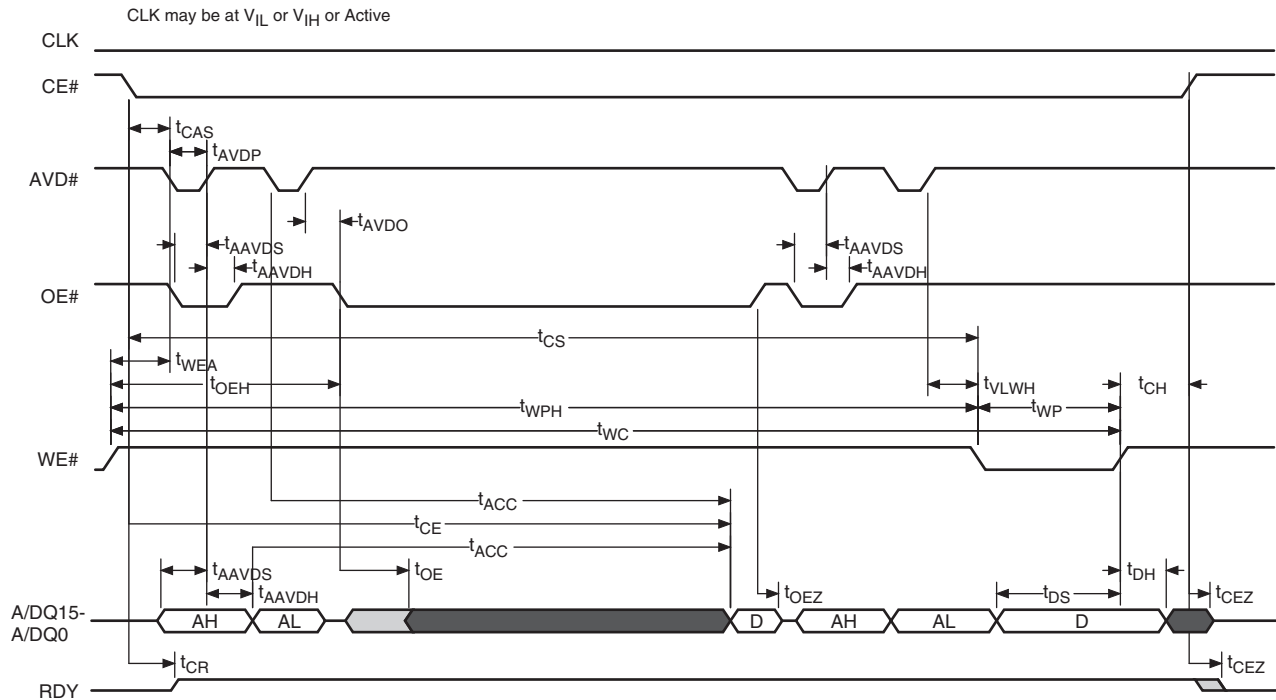 CLK may be at VIL or VIH or Active
CLK
CE#
tCAS
tAVDP
AVD#
tAVDO
tAAVDS
tAAVDS
tAAVDH
tAAVDH
OE#
tCS
tWEA
tOEH
tVLWH
tCH
tWPH
tWP
tWC
WE#
tACC
tCE
tACC
tAAVDS
tOE
tAAVDH
tOEZ
tDS
tDH
tCEZ
A/DQ15-
A/DQ0
AH
AL
D
AH
AL
D
tCR
tCEZ
RDY